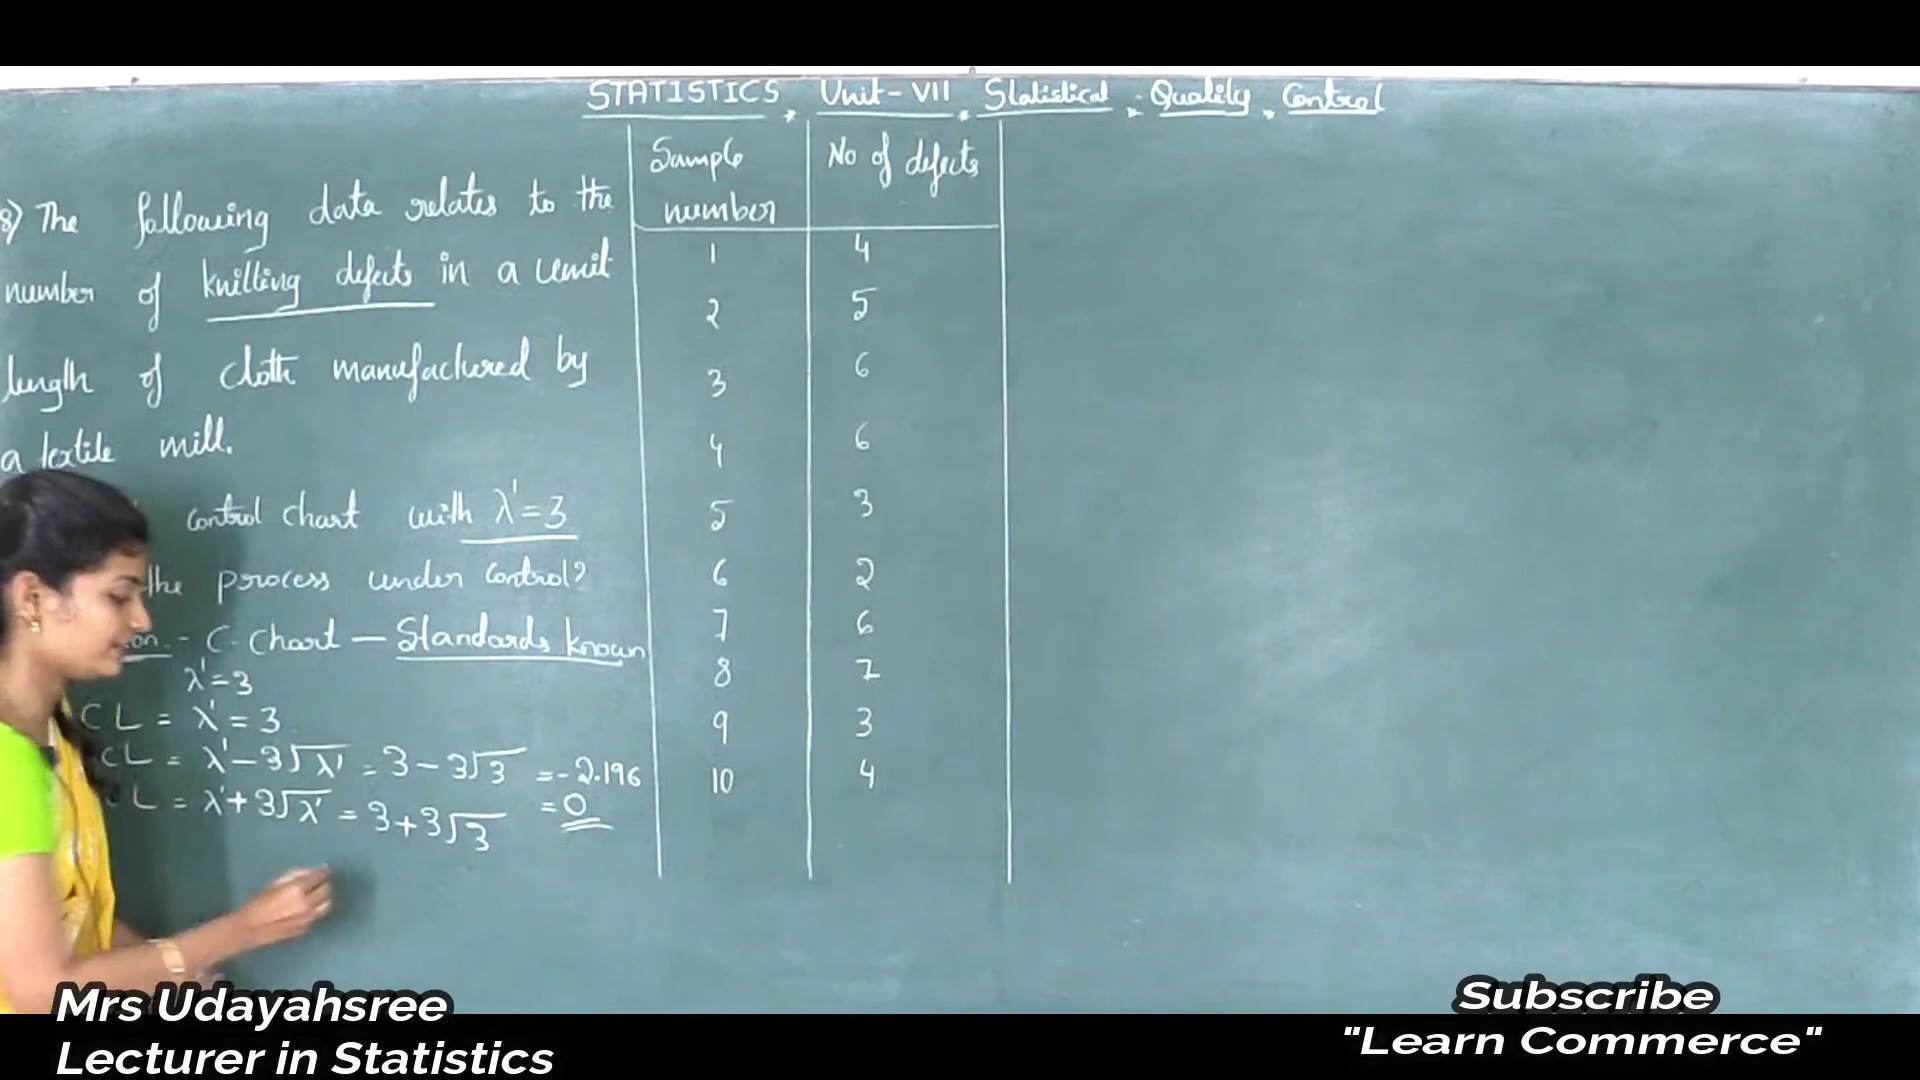 STATISTICS Unit-VII Statistical Quality Control
8) The following data relates to the
number of knitting defects in a unit
length of cloth manufactured by
a textile mill.
control chart with λ'=3
the process under control?
on:- C-Chart — Standards known
λ'=3
CL = λ' = 3
CL = λ'-3√λ' = 3-3√3 = -2.196
= 0
L = λ'+3√λ' = 3+3√3
Sample number No of defects
1 4
2 5
3 6
4 6
5 3
6 2
7 6
8 7
9 3
10 4
Mrs Udayahsree
Lecturer in Statistics
Subscribe
"Learn Commerce"